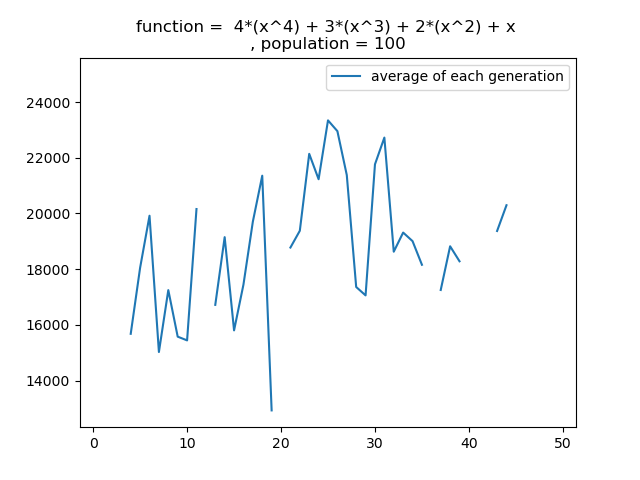 function =  4*(x^4) + 3*(x^3) + 2*(x^2) + x
, population = 100
average of each generation
24000
22000
20000
18000
16000
14000
0 10 20 30 40 50